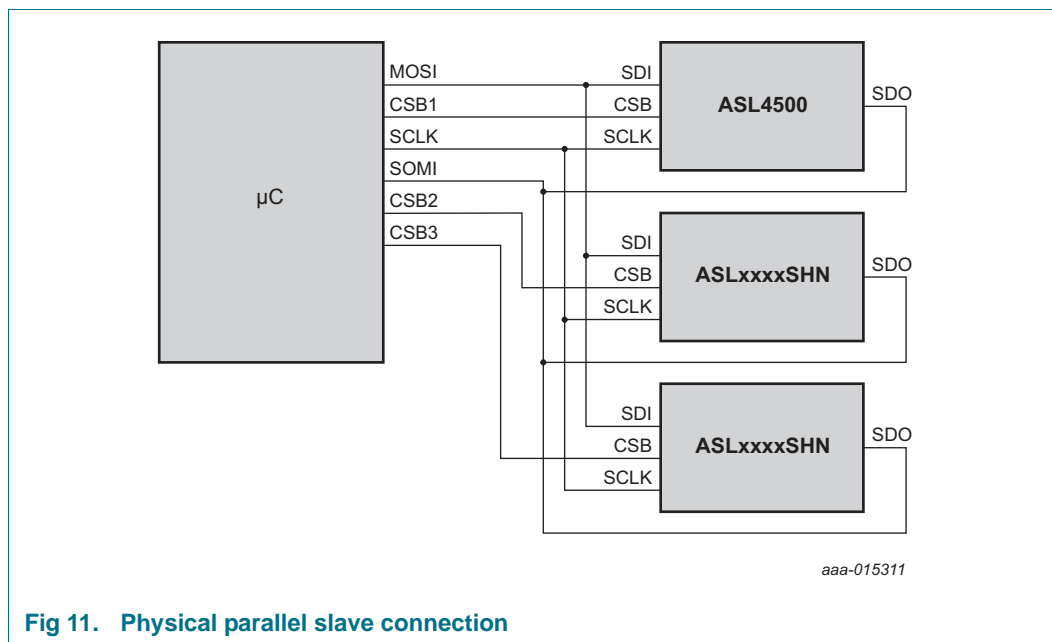 MOSI
CSB1
SCLK
SOMI
CSB2
CSB3
µC
SDI
CSB
SCLK
ASL4500
SDO
SDI
CSB
SCLK
ASLxxxxSHN
SDO
SDI
CSB
SCLK
ASLxxxxSHN
SDO
aaa-015311
Fig 11. Physical parallel slave connection